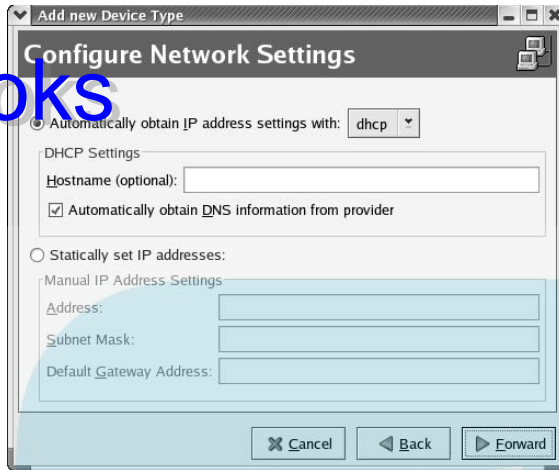 Add new Device Type
Configure Network Settings
oks
Automatically obtain IP address settings with: dhcp
DHCP Settings
Hostname (optional):
Automatically obtain DNS information from provider
Statically set IP addresses:
Manual IP Address Settings
Address:
Subnet Mask:
Default Gateway Address:
Cancel Back Forward